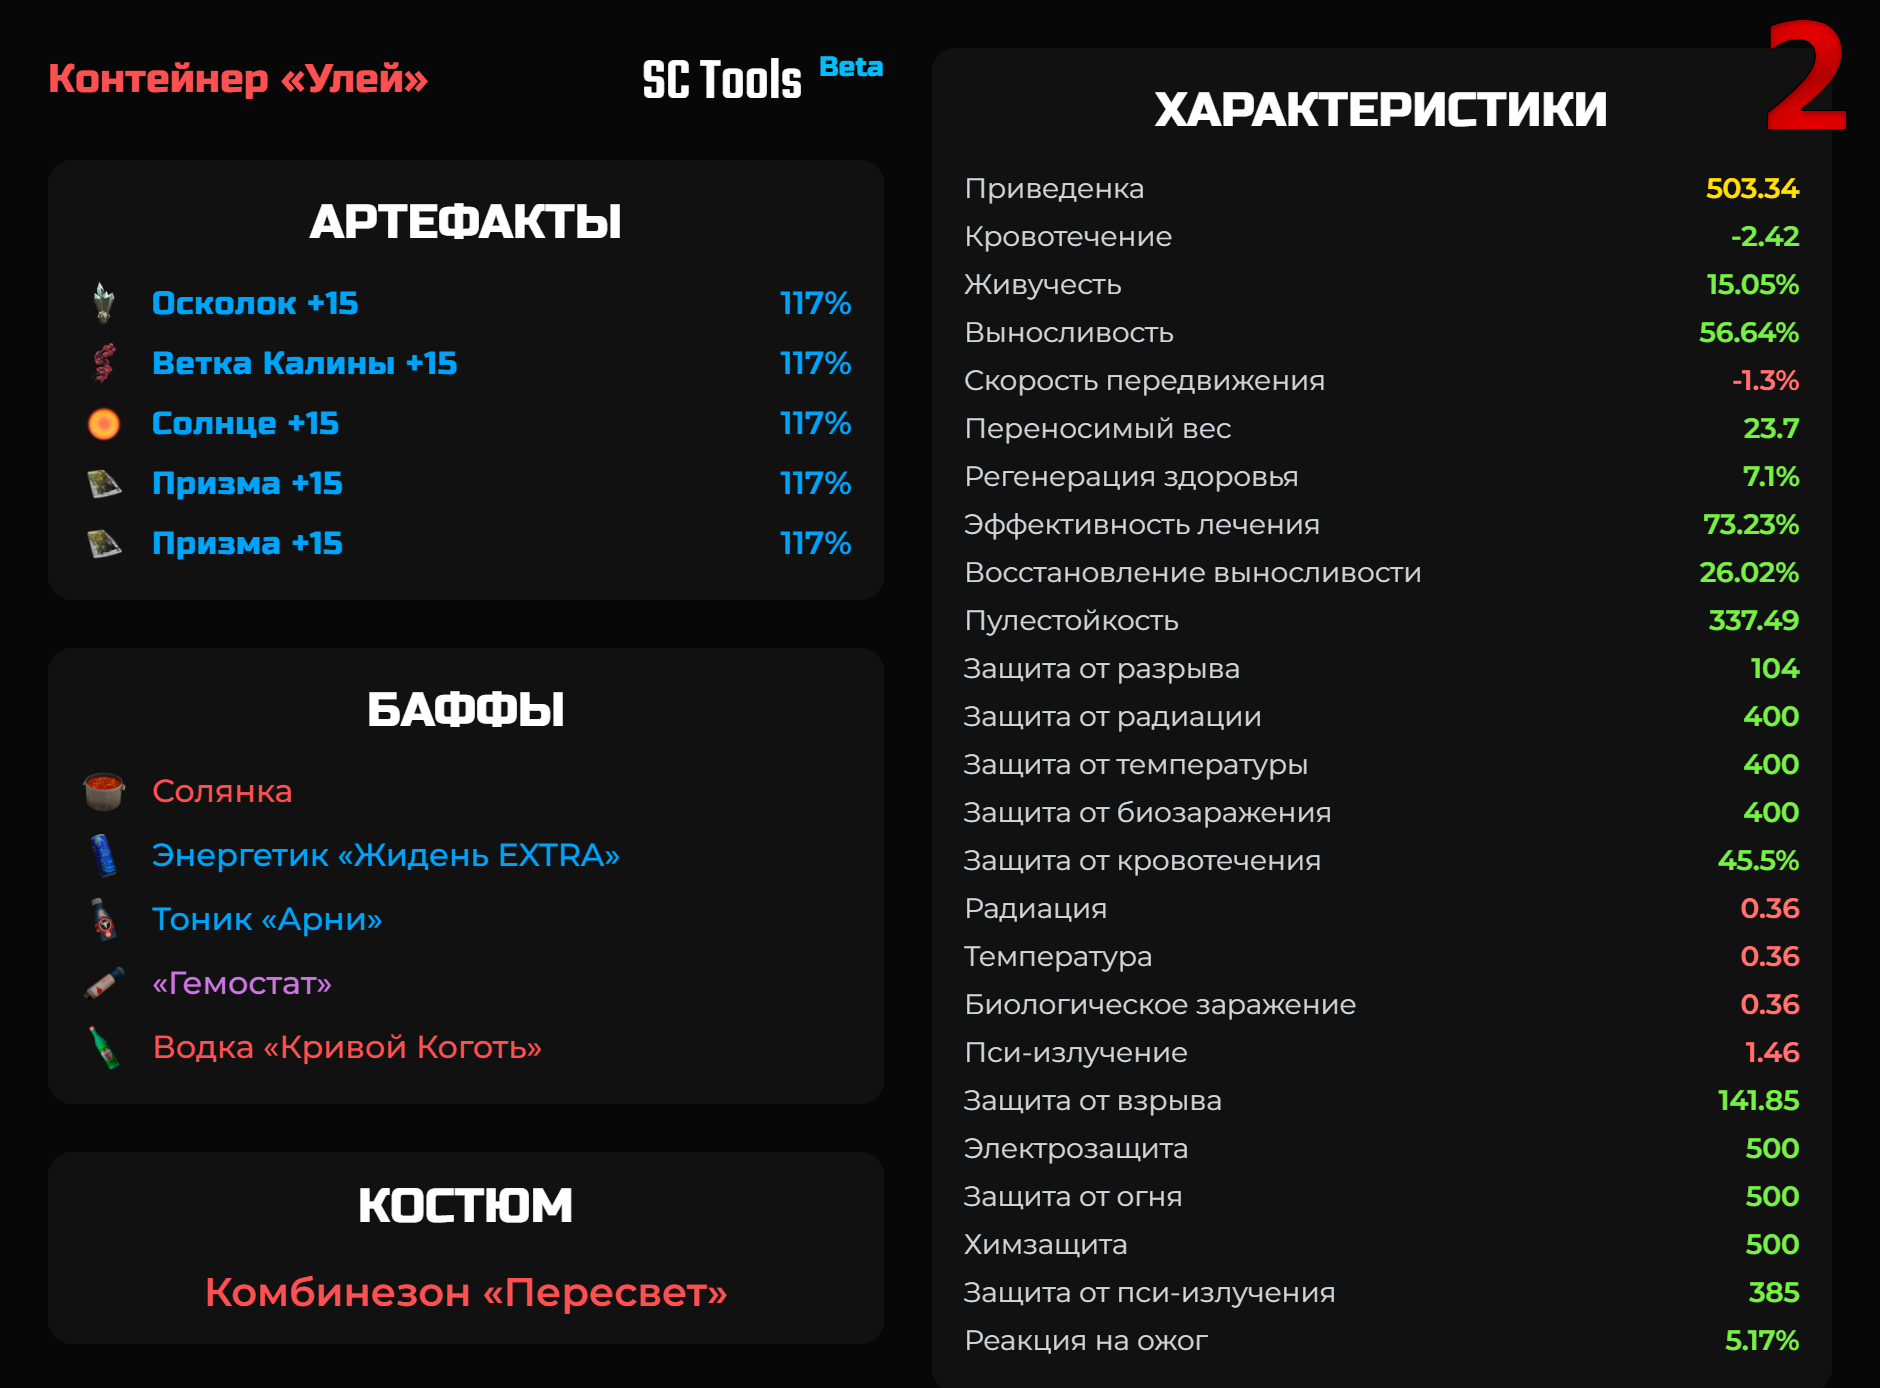 Контейнер «Улей»
SC Tools Beta
АРТЕФАКТЫ
Осколок +15 117%
Ветка Калины +15 117%
Солнце +15 117%
Призма +15 117%
Призма +15 117%
БАФФЫ
Солянка
Энергетик «Жидень EXTRA»
Тоник «Арни»
«Гемостат»
Водка «Кривой Коготь»
КОСТЮМ
Комбинезон «Пересвет»
2
ХАРАКТЕРИСТИКИ
Приведенка 503.34
Кровотечение -2.42
Живучесть 15.05%
Выносливость 56.64%
Скорость передвижения -1.3%
Переносимый вес 23.7
Регенерация здоровья 7.1%
Эффективность лечения 73.23%
Восстановление выносливости 26.02%
Пулестойкость 337.49
Защита от разрыва 104
Защита от радиации 400
Защита от температуры 400
Защита от биозаражения 400
Защита от кровотечения 45.5%
Радиация 0.36
Температура 0.36
Биологическое заражение 0.36
Пси-излучение 1.46
Защита от взрыва 141.85
Электрозащита 500
Защита от огня 500
Химзащита 500
Защита от пси-излучения 385
Реакция на ожог 5.17%